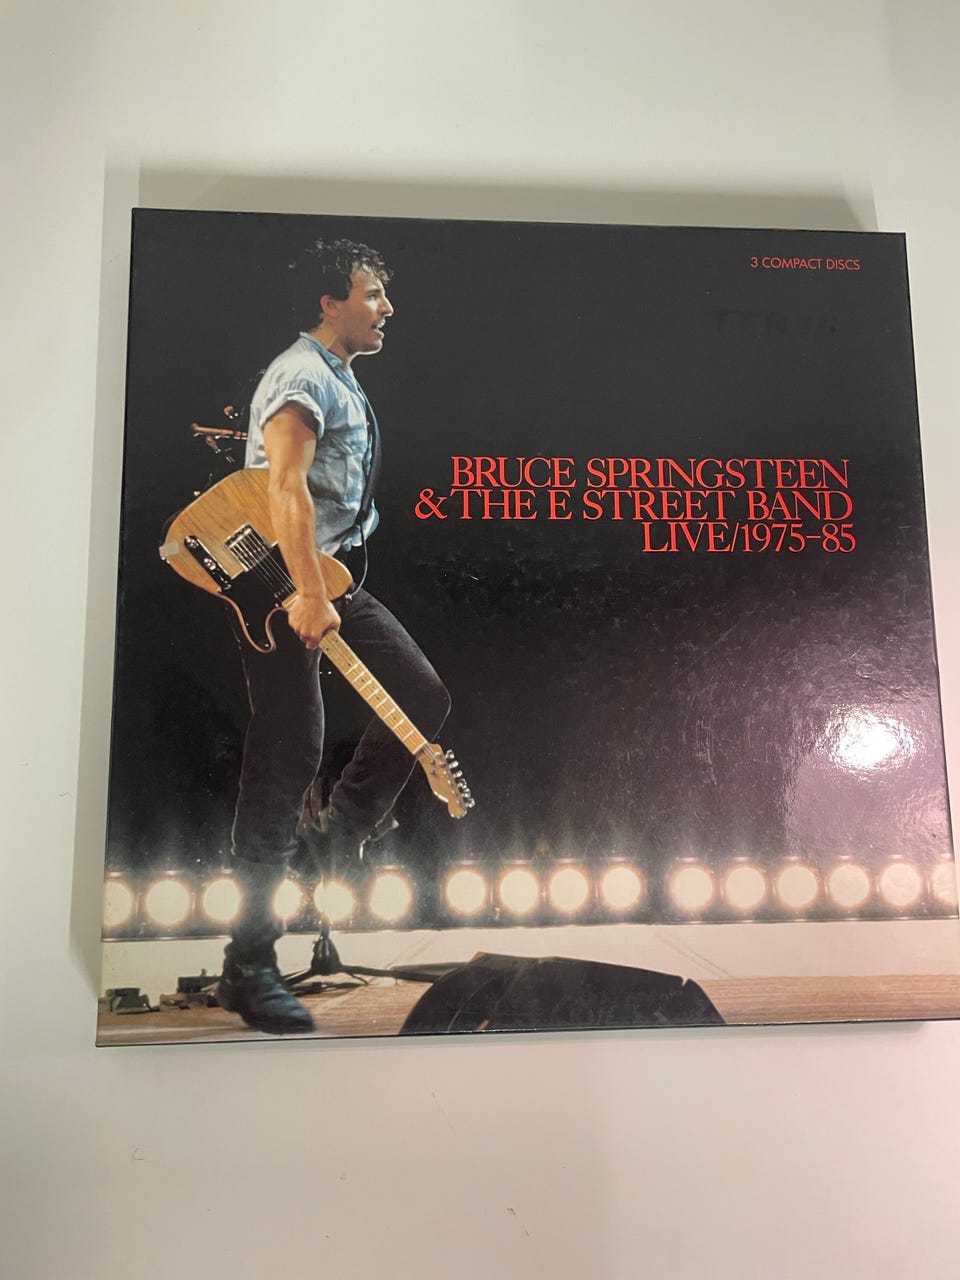 3 COMPACT DISCS
BRUCE SPRINGSTEEN
& THE E STREET BAND
LIVE/1975-85